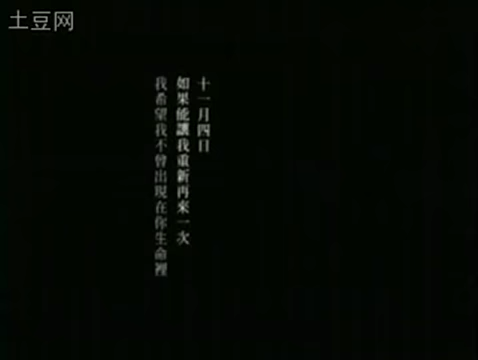 土豆网
十一月四日
如果能讓我重新再來一次
我希望我不曾出現在你生命裡